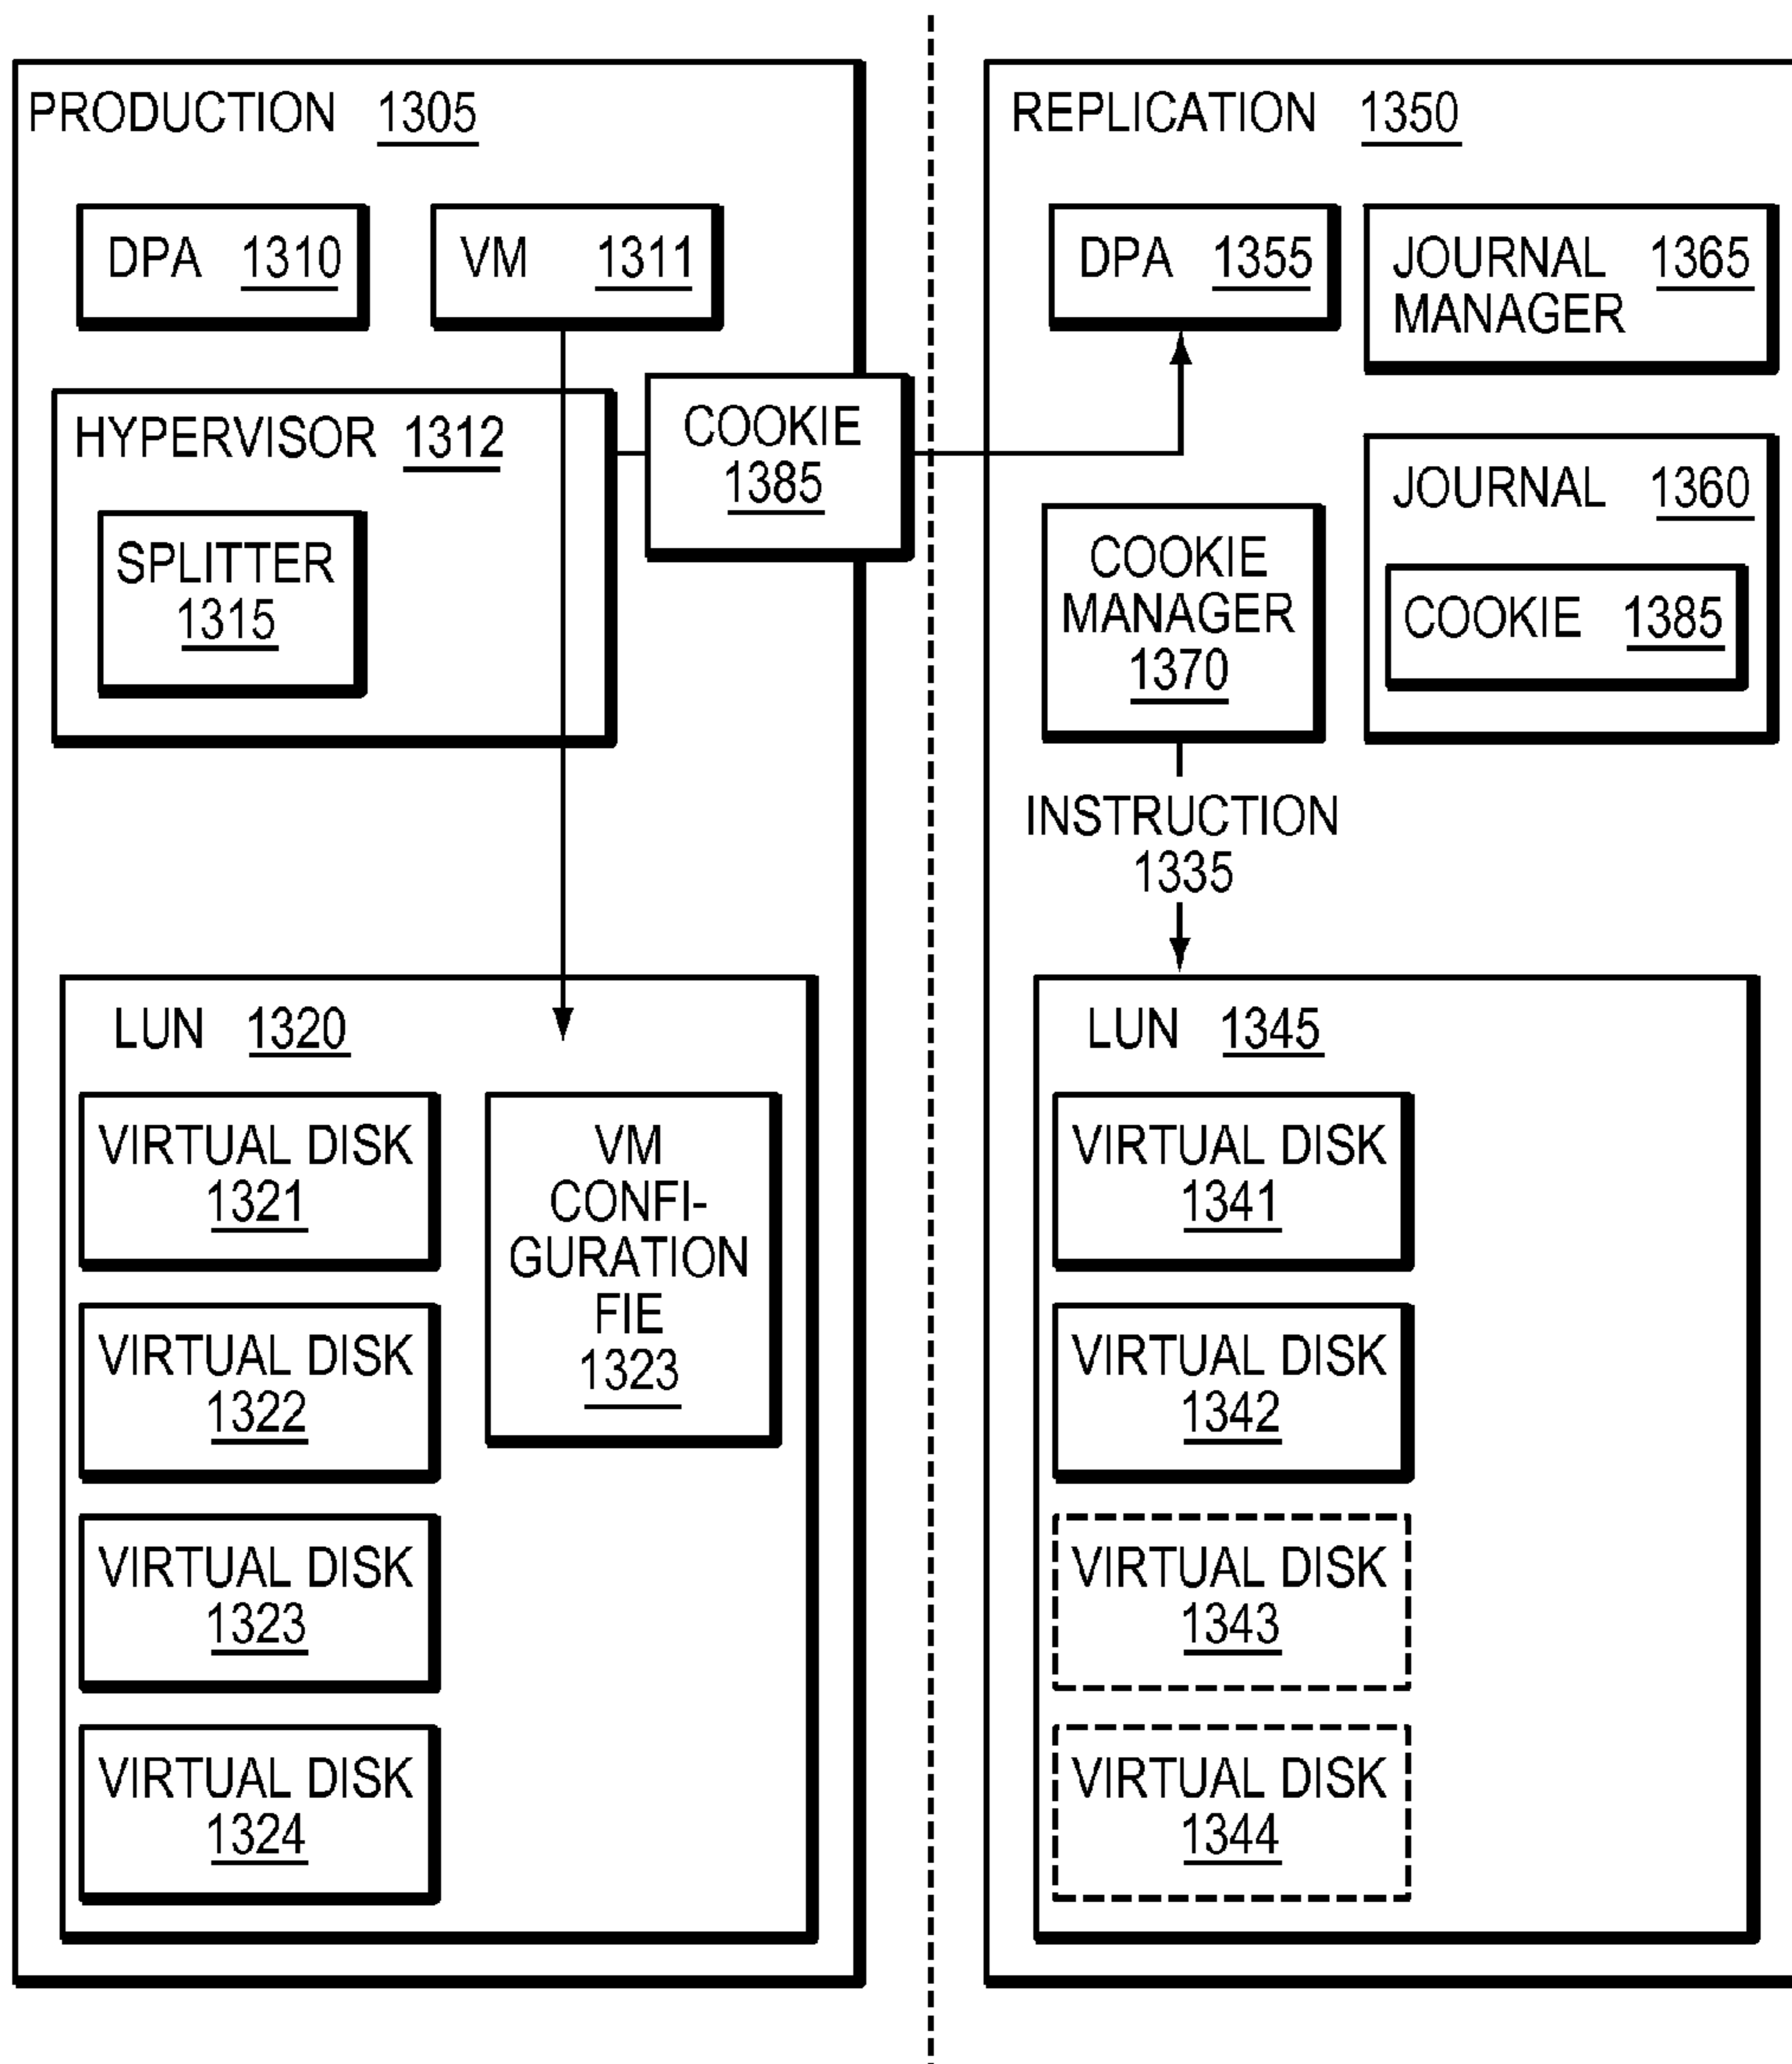 PRODUCTION 1305
DPA 1310
VM 1311
HYPERVISOR 1312
SPLITTER
1315
COOKIE
1385
LUN 1320
VIRTUAL DISK
1321
VIRTUAL DISK
1322
VIRTUAL DISK
1323
VIRTUAL DISK
1324
VM
CONFI-
GURATION
FIE
1323
REPLICATION 1350
DPA 1355
JOURNAL 1365
MANAGER
COOKIE
MANAGER
1370
JOURNAL 1360
COOKIE 1385
INSTRUCTION
1335
LUN 1345
VIRTUAL DISK
1341
VIRTUAL DISK
1342
VIRTUAL DISK
1343
VIRTUAL DISK
1344